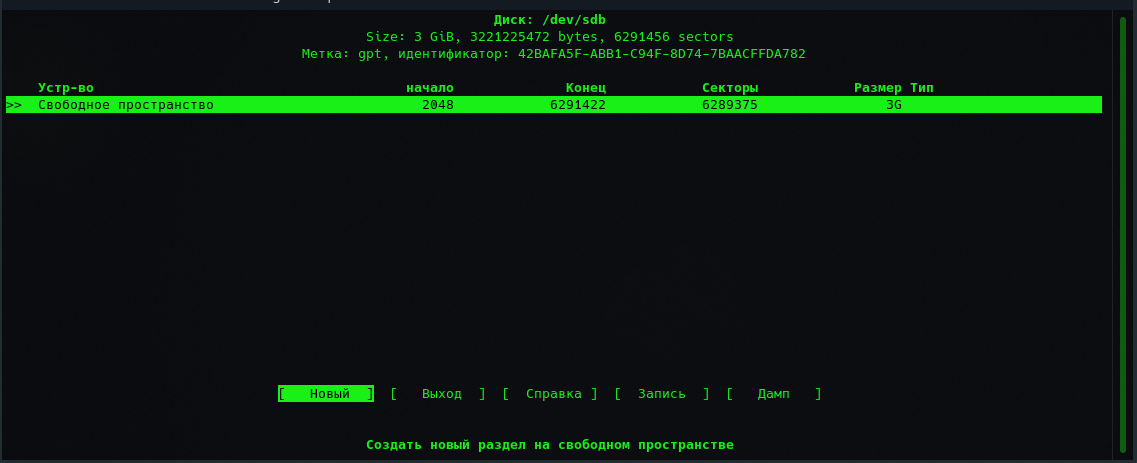 Диск: /dev/sdb
Size: 3 GiB, 3221225472 bytes, 6291456 sectors
Метка: gpt, идентификатор: 42BAFA5F-ABB1-C94F-8D74-7BAACFFDA782
Устр-во начало Конец Секторы Размер Тип
>> Свободное пространство 2048 6291422 6289375 3G
[ Новый ] [ Выход ] [ Справка ] [ Запись ] [ Дамп ]
Создать новый раздел на свободном пространстве